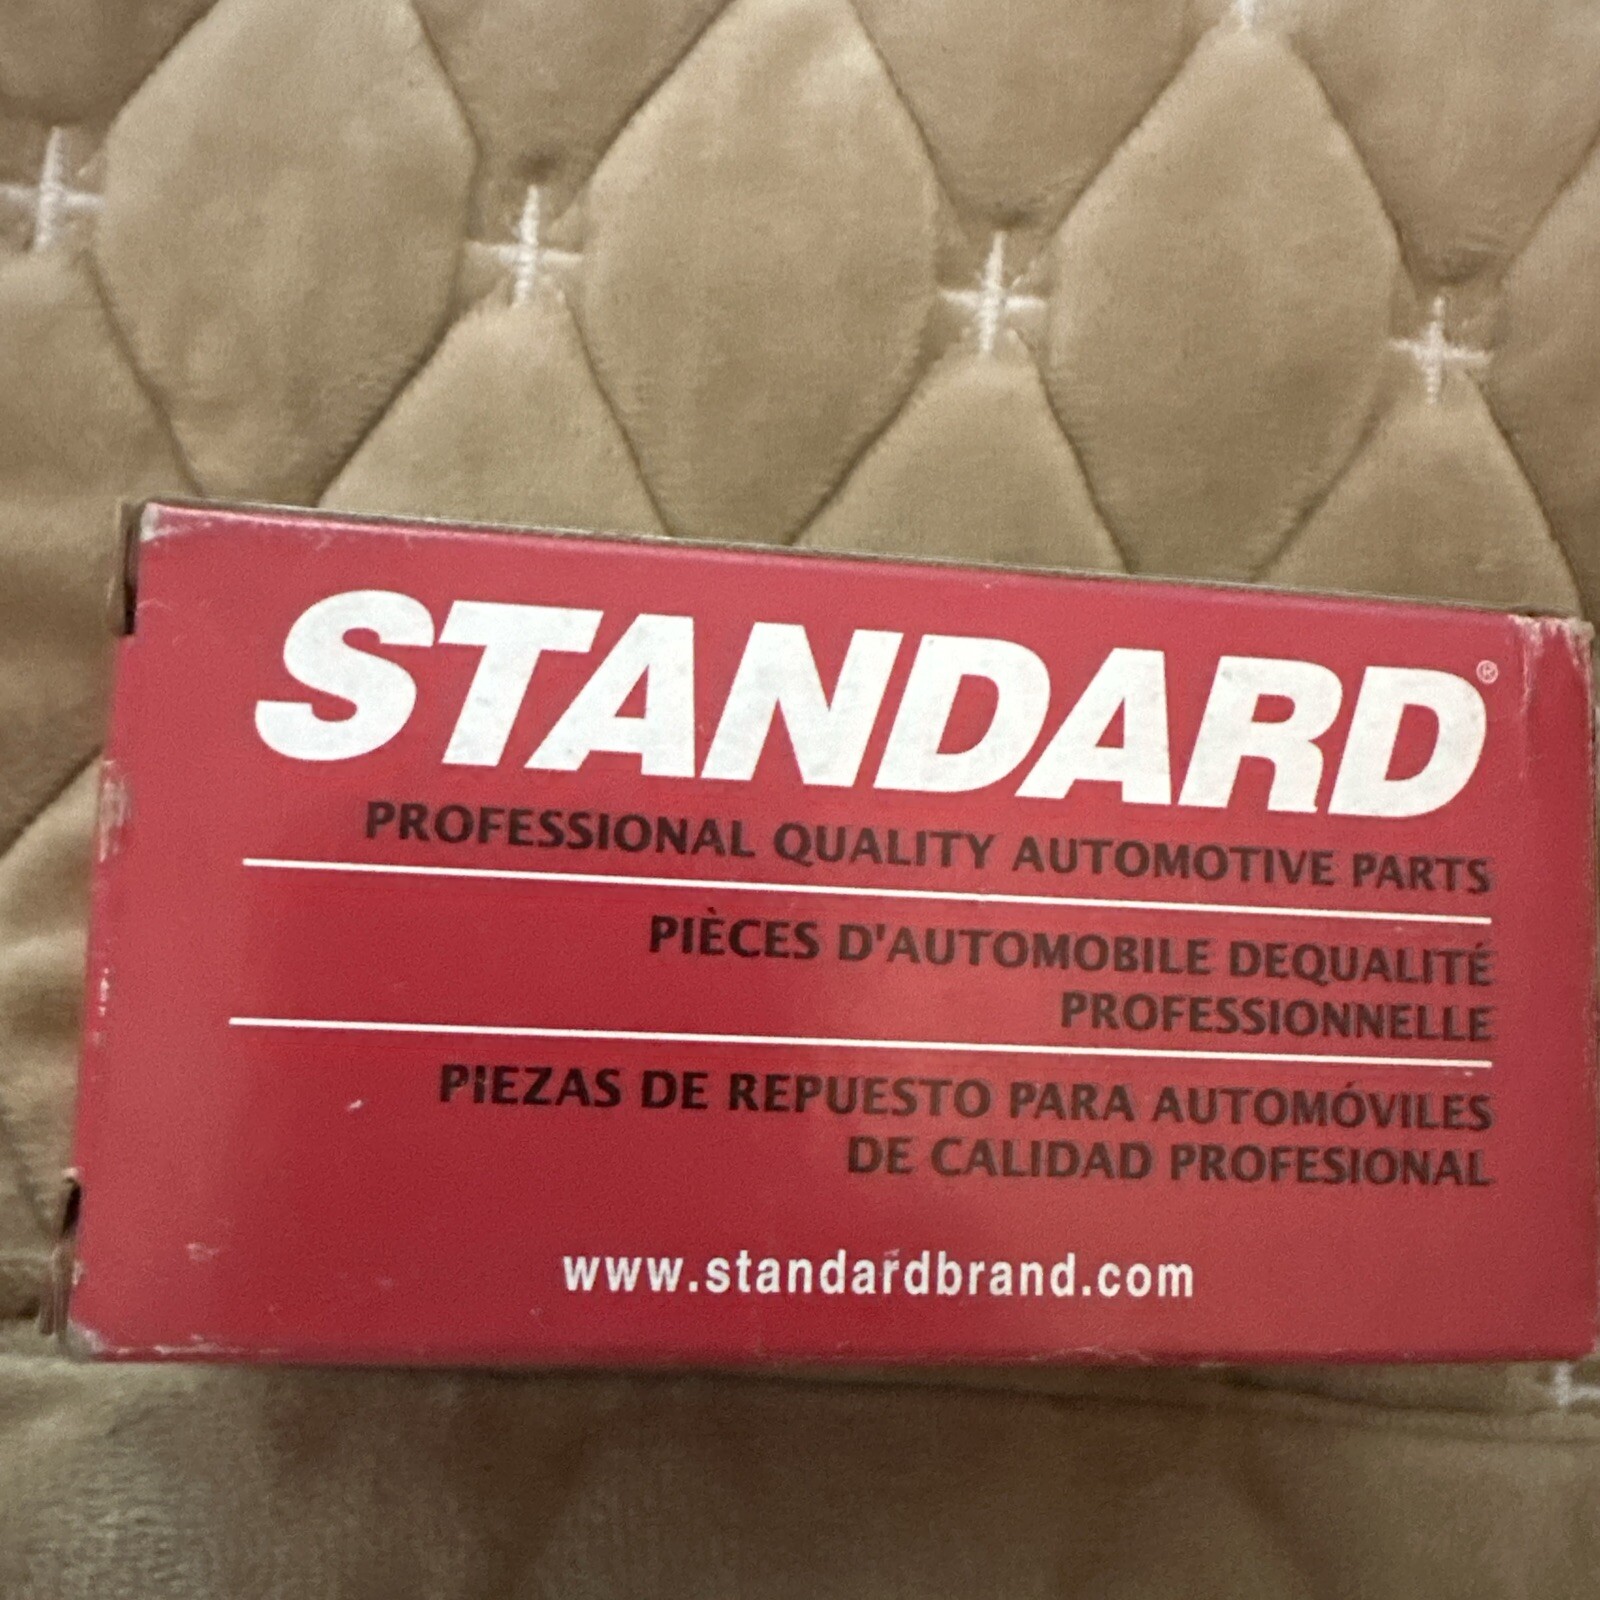 STANDARD®
PROFESSIONAL QUALITY AUTOMOTIVE PARTS
PIÈCES D'AUTOMOBILE DEQUALITÉ
PROFESSIONNELLE
PIEZAS DE REPUESTO PARA AUTOMÓVILES
DE CALIDAD PROFESIONAL
www.standardbrand.com